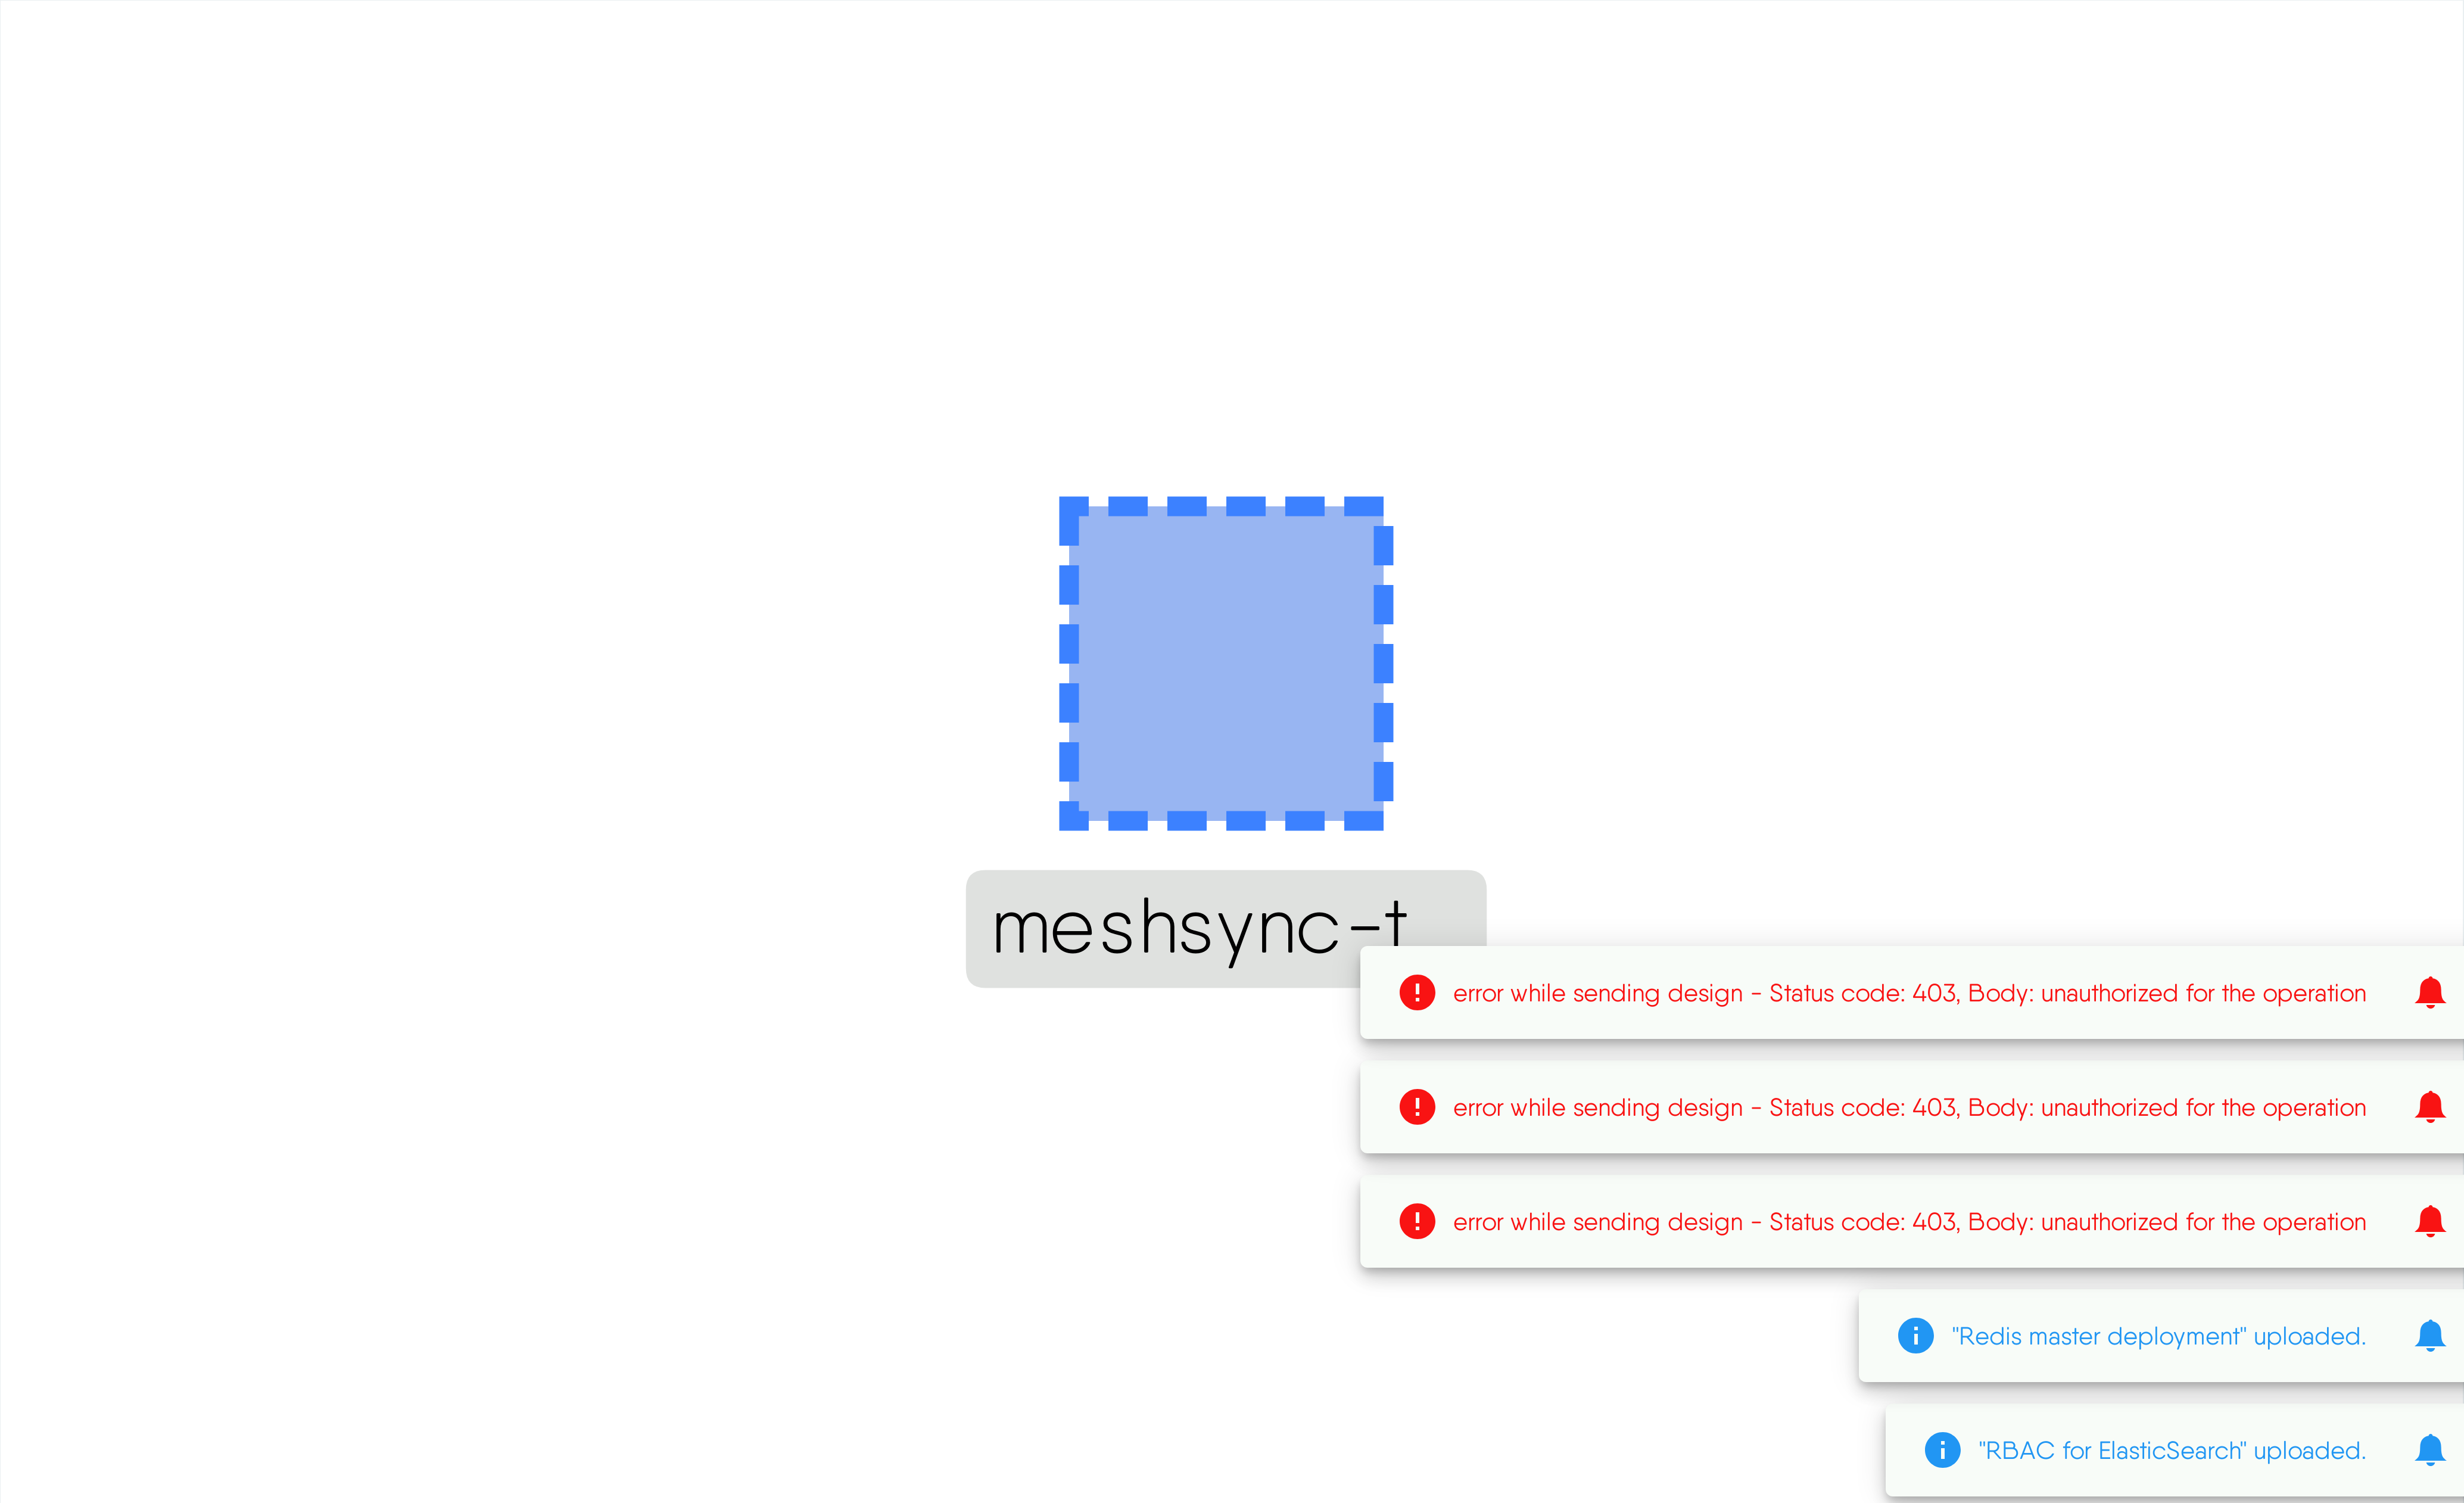 meshsync-t
error while sending design - Status code: 403, Body: unauthorized for the operation
error while sending design - Status code: 403, Body: unauthorized for the operation
error while sending design - Status code: 403, Body: unauthorized for the operation
"Redis master deployment" uploaded.
"RBAC for ElasticSearch" uploaded.